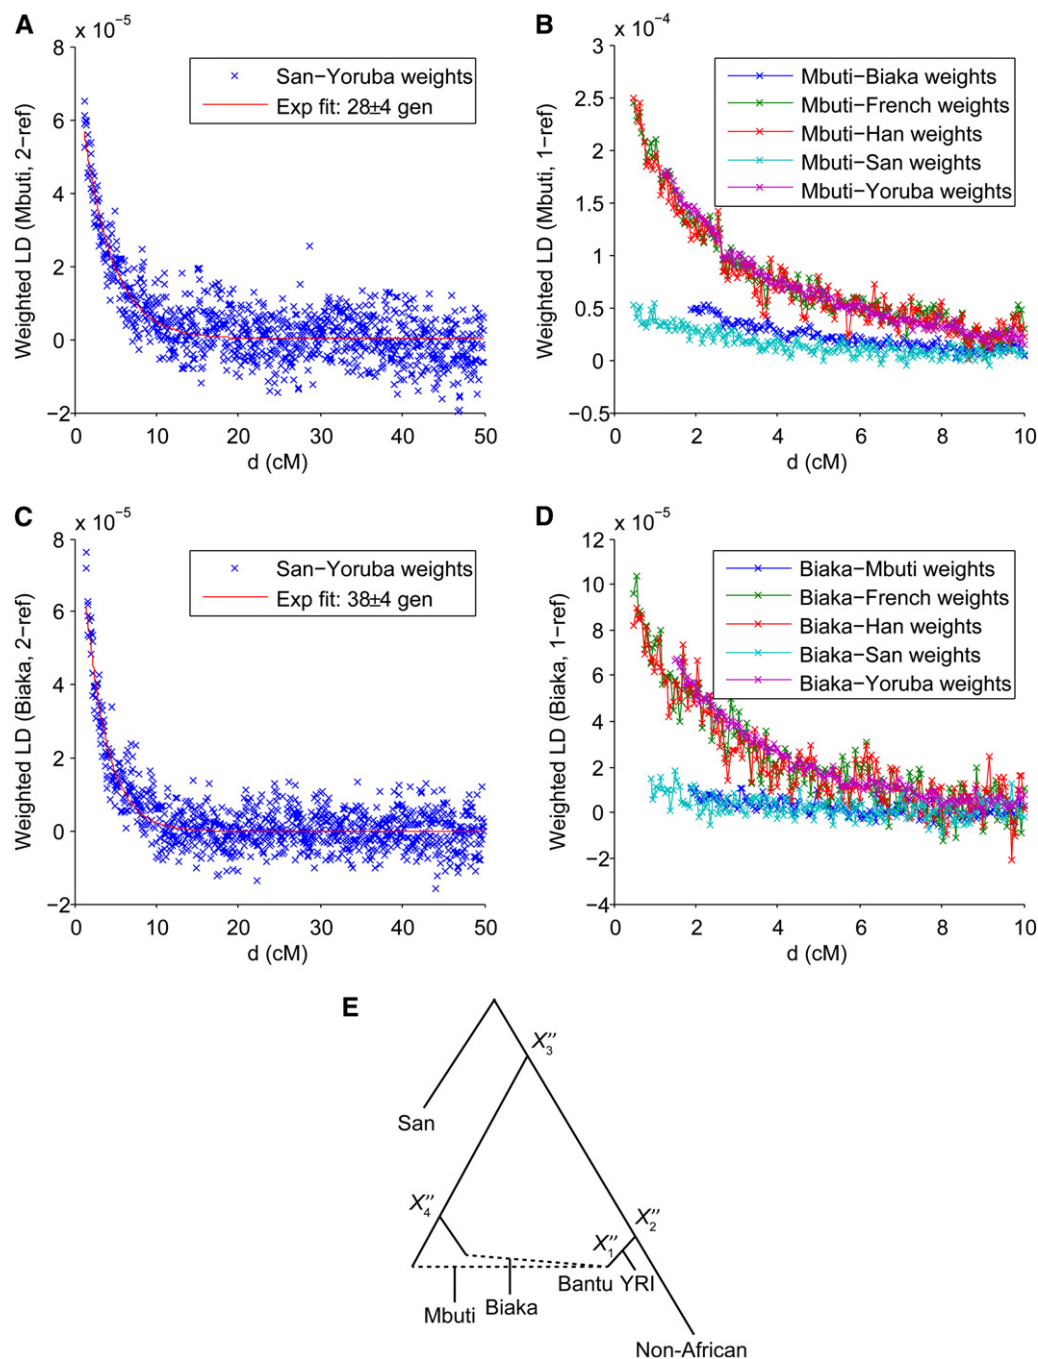 A
x 10⁻⁵
8
6
4
2
0
−2
0 10 20 30 40 50
d (cM)
Weighted LD (Mbuti, 2−ref)
San−Yoruba weights
Exp fit: 28±4 gen
B
x 10⁻⁴
3
2.5
2
1.5
1
0.5
0
−0.5
0 2 4 6 8 10
d (cM)
Weighted LD (Mbuti, 1−ref)
Mbuti−Biaka weights
Mbuti−French weights
Mbuti−Han weights
Mbuti−San weights
Mbuti−Yoruba weights
C
x 10⁻⁵
8
6
4
2
0
−2
0 10 20 30 40 50
d (cM)
Weighted LD (Biaka, 2−ref)
San−Yoruba weights
Exp fit: 38±4 gen
D
x 10⁻⁵
12
10
8
6
4
2
0
−2
−4
0 2 4 6 8 10
d (cM)
Weighted LD (Biaka, 1−ref)
Biaka−Mbuti weights
Biaka−French weights
Biaka−Han weights
Biaka−San weights
Biaka−Yoruba weights
E
X″₃
San
X″₄
X″₂
X″₁
Bantu YRI
Mbuti Biaka
Non-African